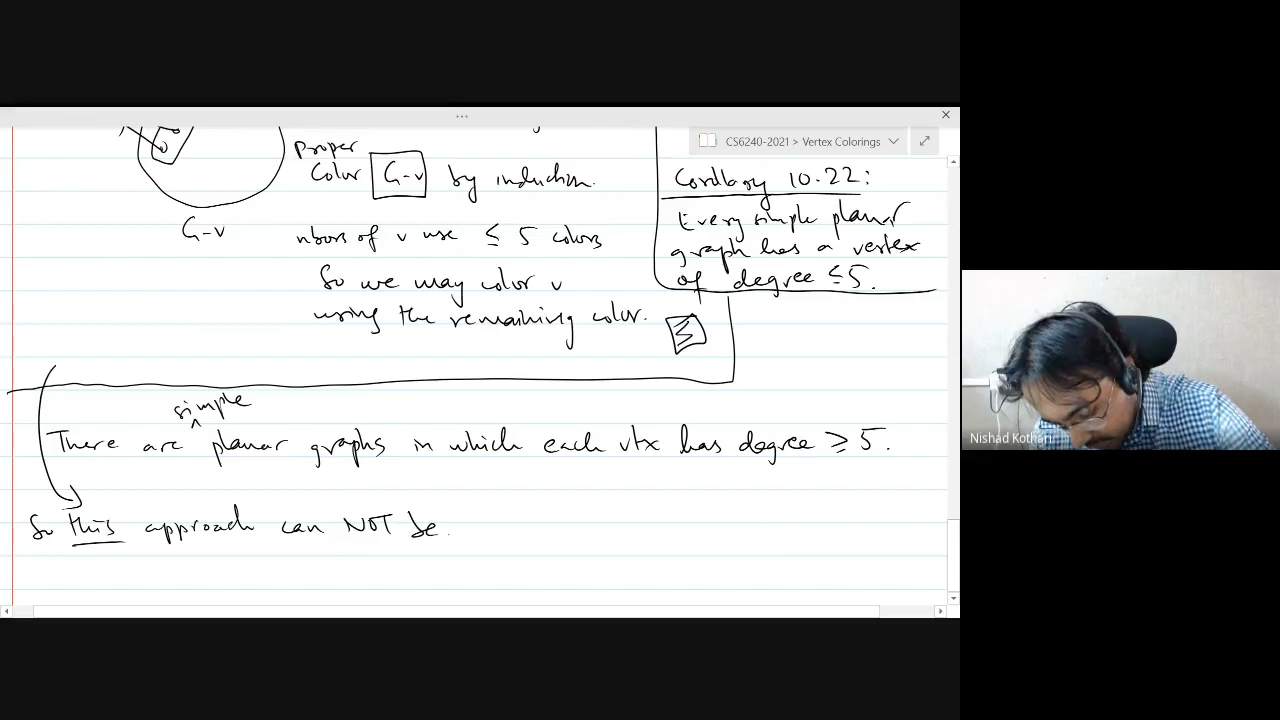 CS6240-2021 > Vertex Colorings
proper
Color G-v by induction.
G-v
nbors of v use ≤ 5 colors
So we may color v
using the remaining color.
Corollary 10.22:
Every simple planar
graph has a vertex
of degree ≤ 5.
simple
There are ^ planar graphs in which each vtx has degree ≥ 5.
So this approach can NOT be
Nishad Kothari